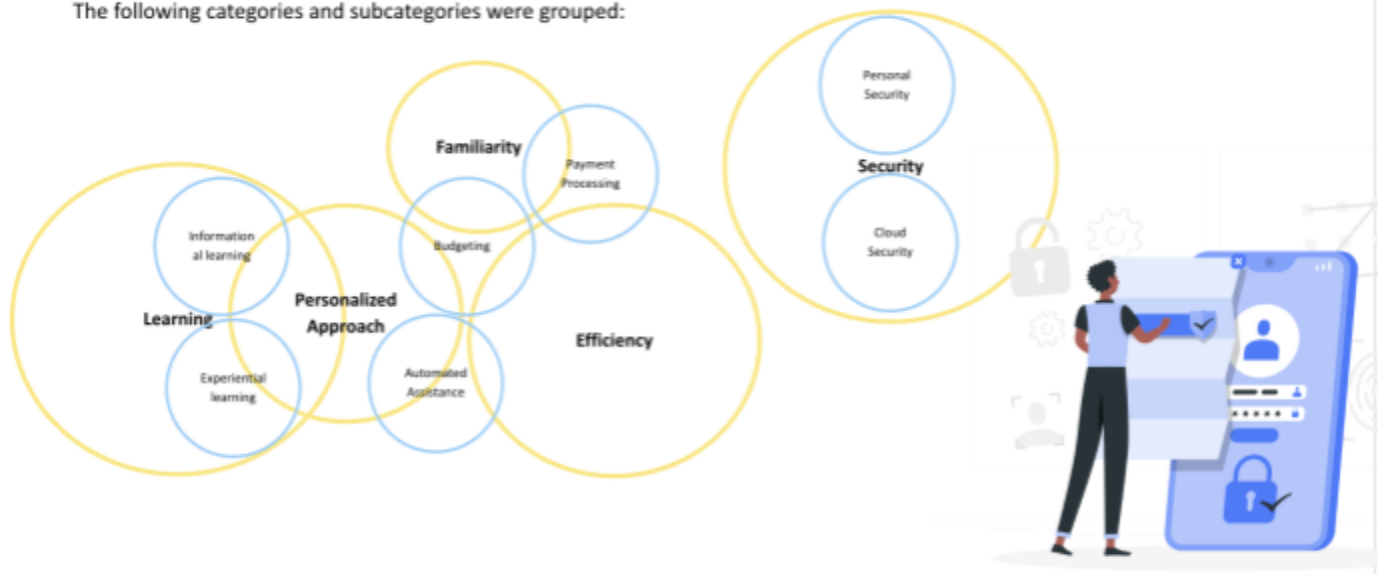 The following categories and subcategories were grouped:
Familiarity
Payment
Processing
Information
al learning
Budgeting
Learning
Personalized
Approach
Efficiency
Experiential
learning
Automated
Assistance
Personal
Security
Security
Cloud
Security